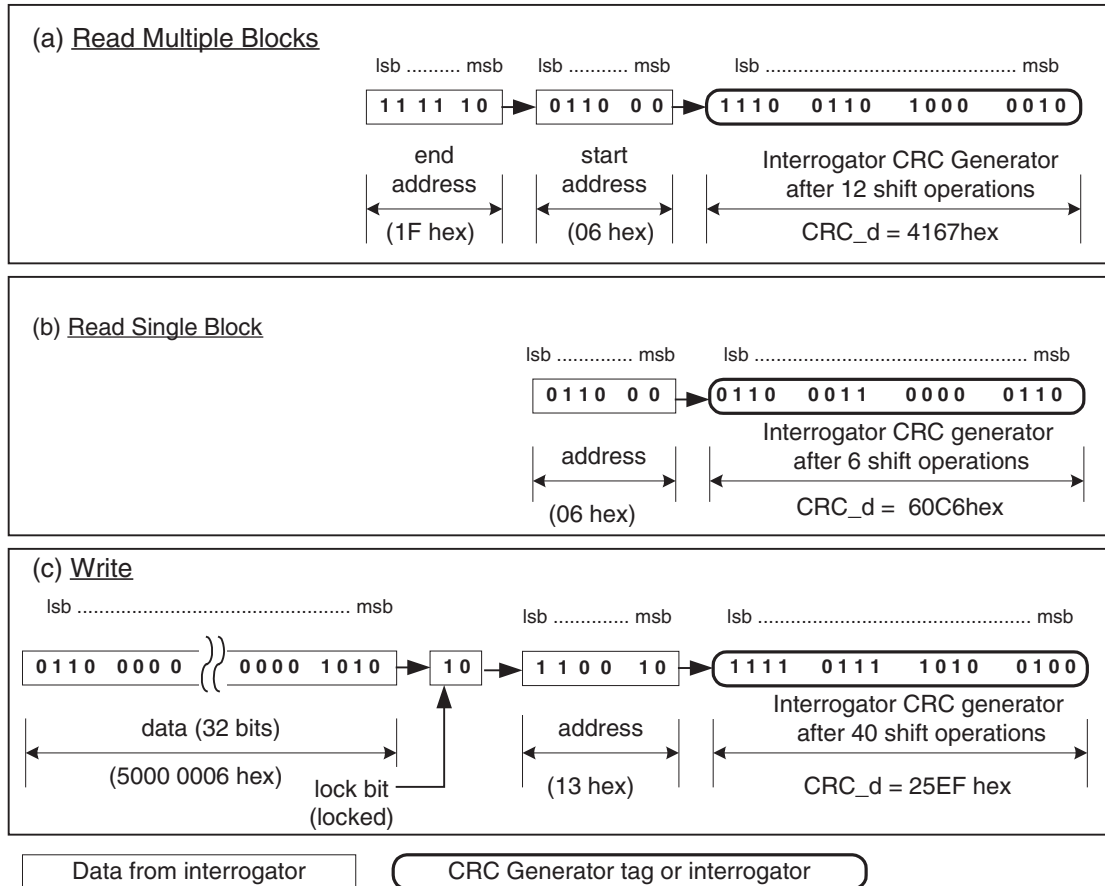 (a) Read Multiple Blocks
lsb .......... msb lsb ........... msb lsb .............................................. msb
1 1 1 1 1 0 0 1 1 0 0 0 1 1 1 0 0 1 1 0 1 0 0 0 0 0 1 0
end address
start address
Interrogator CRC Generator
after 12 shift operations
(1F hex) (06 hex) CRC_d = 4167hex
(b) Read Single Block
lsb .............. msb lsb .................................................. msb
0 1 1 0 0 0 0 1 1 0 0 0 1 1 0 0 0 0 0 1 1 0
address
Interrogator CRC generator
after 6 shift operations
(06 hex) CRC_d = 60C6hex
(c) Write
lsb .................................................. msb lsb .............. msb lsb .................................................... msb
0 1 1 0 0 0 0 0 0 0 0 0 1 0 1 0 1 0 1 1 0 0 1 0 1 1 1 1 0 1 1 1 1 0 1 0 0 1 0 0
data (32 bits)
address
Interrogator CRC generator
after 40 shift operations
(5000 0006 hex)
lock bit
(locked)
(13 hex)
CRC_d = 25EF hex
Data from interrogator CRC Generator tag or interrogator